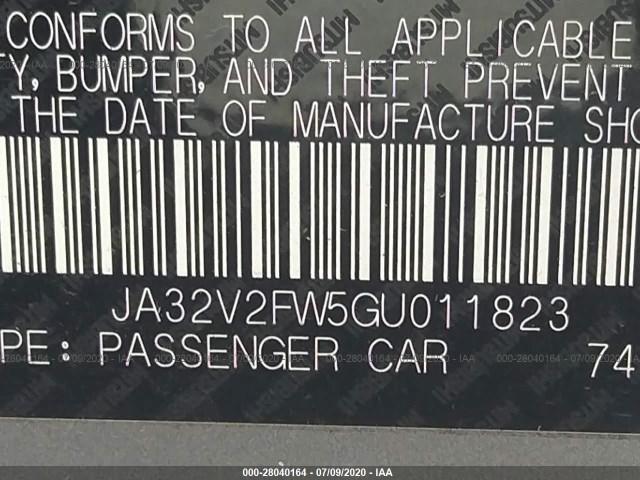 CONFORMS TO ALL APPLICABLE
TY, BUMPER, AND THEFT PREVENT
THE DATE OF MANUFACTURE SHO
JA32V2FW5GU011823
PE: PASSENGER CAR 74
000-28040164 - 07/09/2020 - IAA